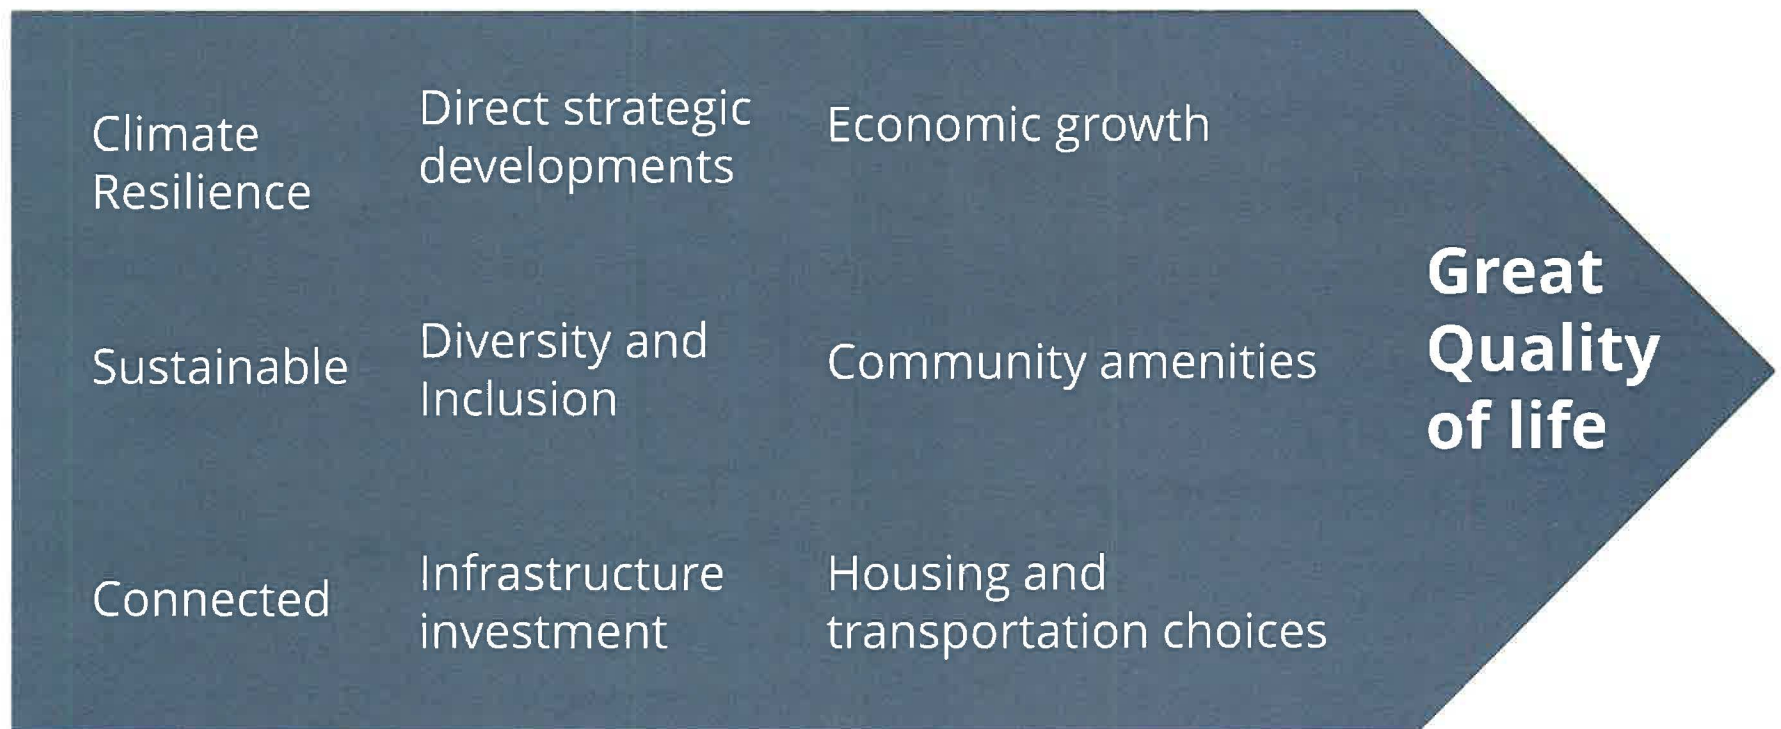 Climate
Resilience
Direct strategic
developments
Economic growth
Sustainable
Diversity and
Inclusion
Community amenities
Connected
Infrastructure
investment
Housing and
transportation choices
Great
Quality
of life